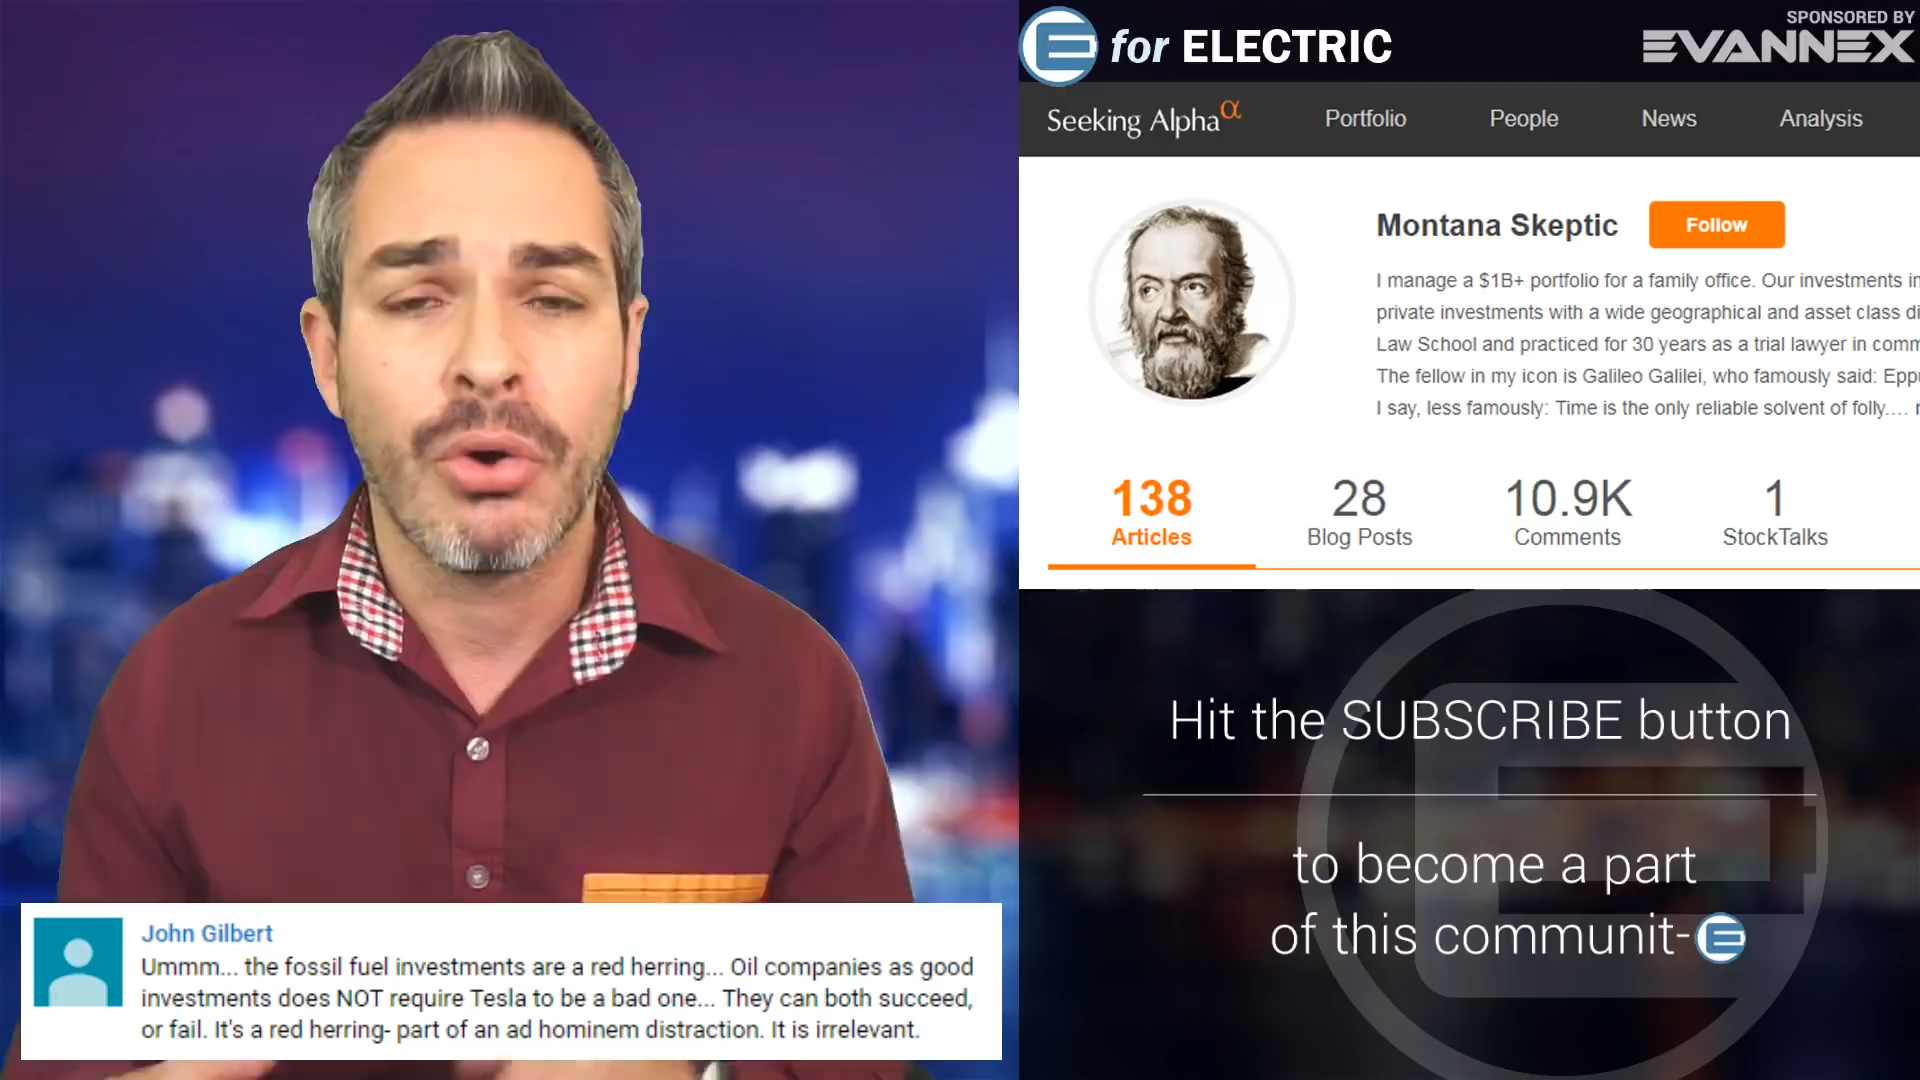 SPONSORED BY
for ELECTRIC
EVANNEX
Seeking Alpha α
Portfolio
People
News
Analysis
Montana Skeptic
Follow
I manage a $1B+ portfolio for a family office. Our investments in
private investments with a wide geographical and asset class di
Law School and practiced for 30 years as a trial lawyer in comm
The fellow in my icon is Galileo Galilei, who famously said: Eppu
I say, less famously: Time is the only reliable solvent of folly....
138
Articles
28
Blog Posts
10.9K
Comments
1
StockTalks
Hit the SUBSCRIBE button
to become a part
of this communit-E
John Gilbert
Ummm... the fossil fuel investments are a red herring... Oil companies as good
investments does NOT require Tesla to be a bad one... They can both succeed,
or fail. It's a red herring- part of an ad hominem distraction. It is irrelevant.